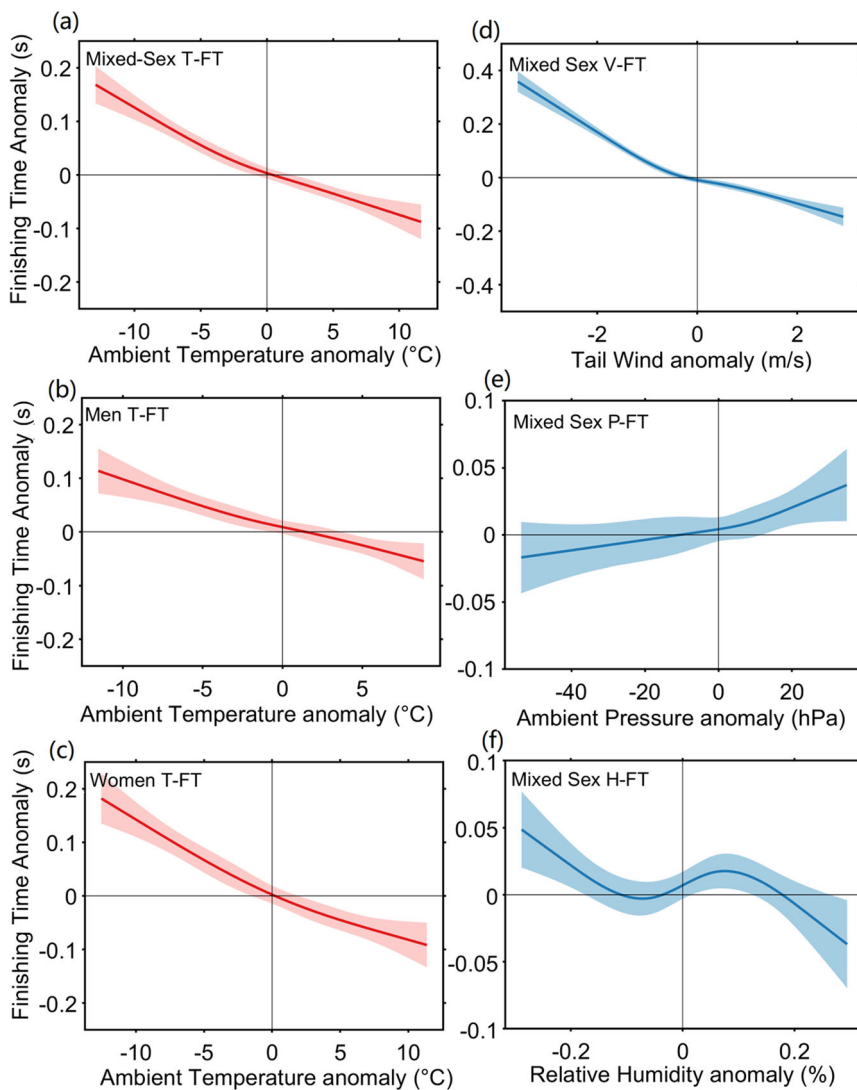 (a)
Mixed-Sex T-FT
Finishing Time Anomaly (s)
0.2
0.1
0
-0.1
-0.2
-10
-5
0
5
10
Ambient Temperature anomaly (°C)
(b)
Men T-FT
Finishing Time Anomaly (s)
0.2
0.1
0
-0.1
-0.2
-10
-5
0
5
Ambient Temperature anomaly (°C)
(c)
Women T-FT
Finishing Time Anomaly (s)
0.2
0.1
0
-0.1
-0.2
-10
-5
0
5
10
Ambient Temperature anomaly (°C)
(d)
Mixed Sex V-FT
0.4
0.2
0
-0.2
-0.4
-2
0
2
Tail Wind anomaly (m/s)
(e)
Mixed Sex P-FT
0.1
0.05
0
-0.05
-0.1
-40
-20
0
20
Ambient Pressure anomaly (hPa)
(f)
Mixed Sex H-FT
0.1
0.05
0
-0.05
-0.1
-0.2
0
0.2
Relative Humidity anomaly (%)